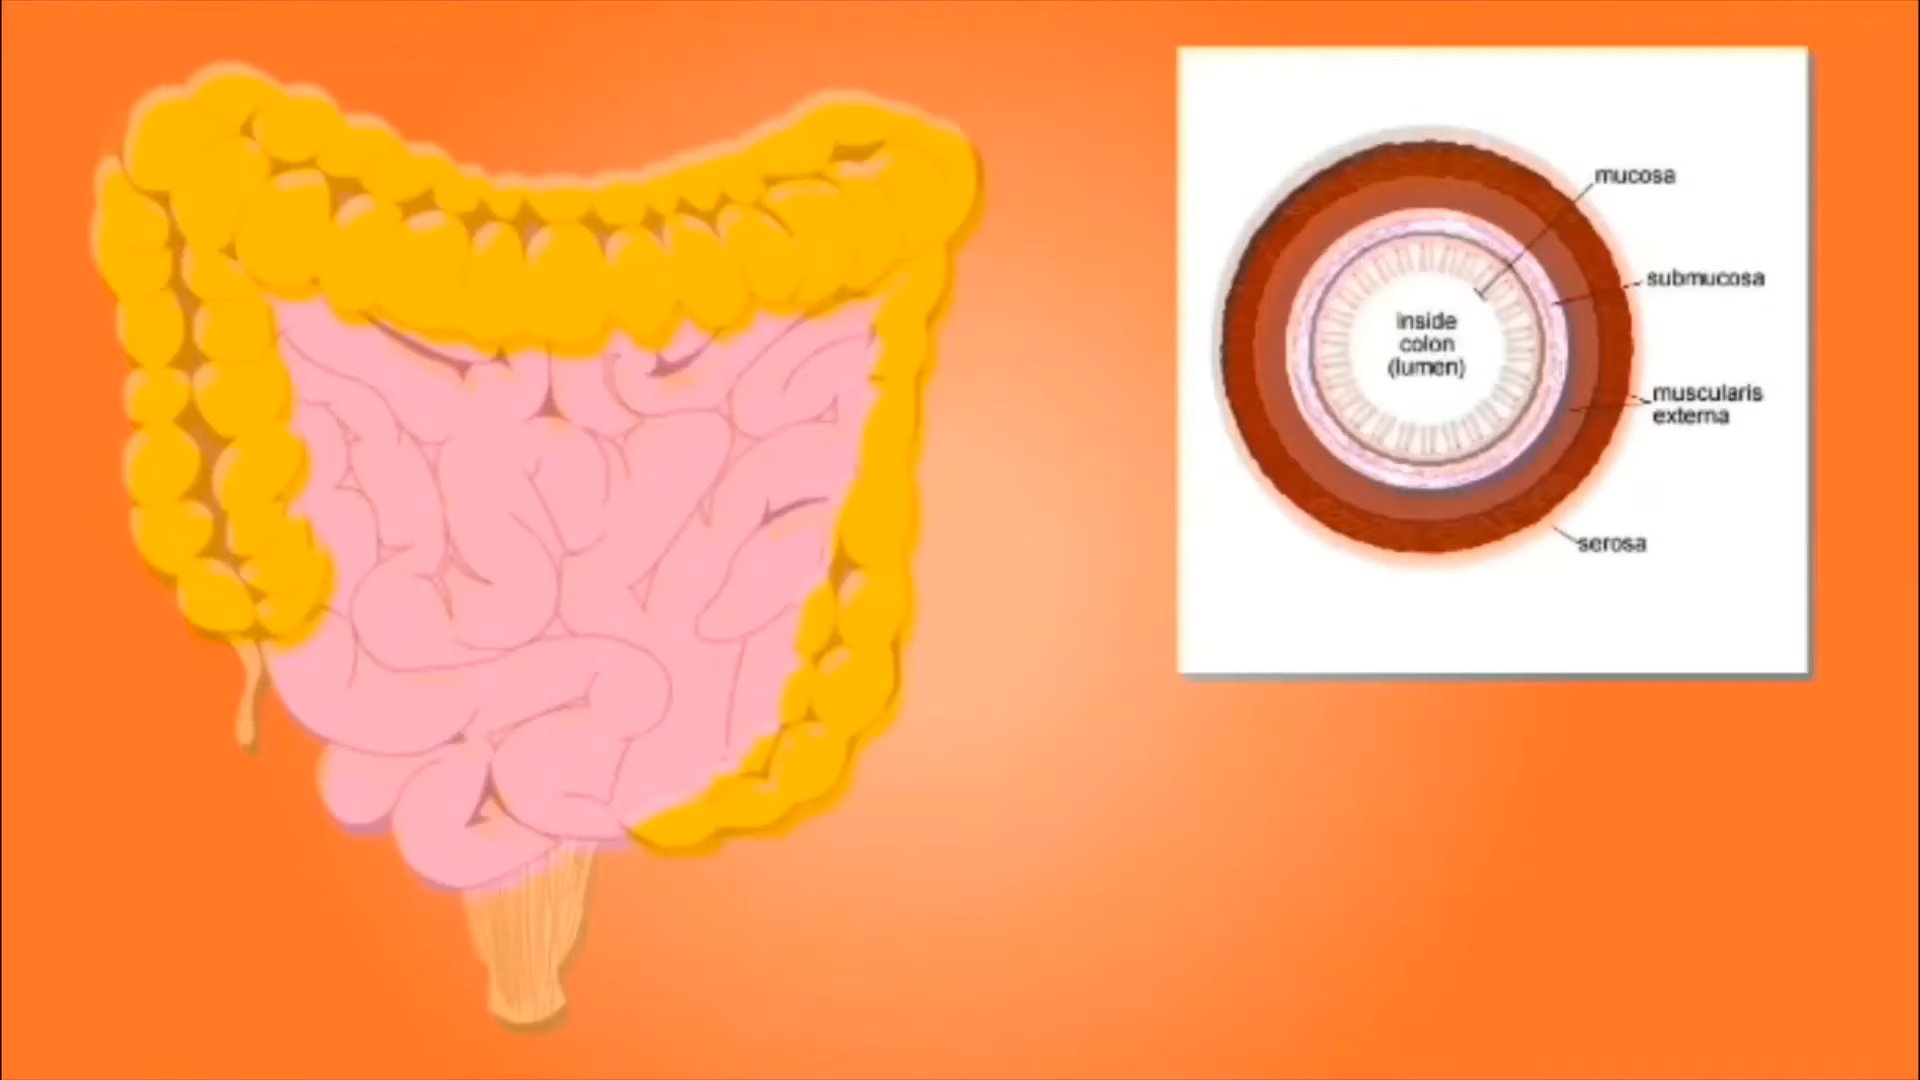 mucosa
submucosa
inside
colon
(lumen)
muscularis
externa
serosa